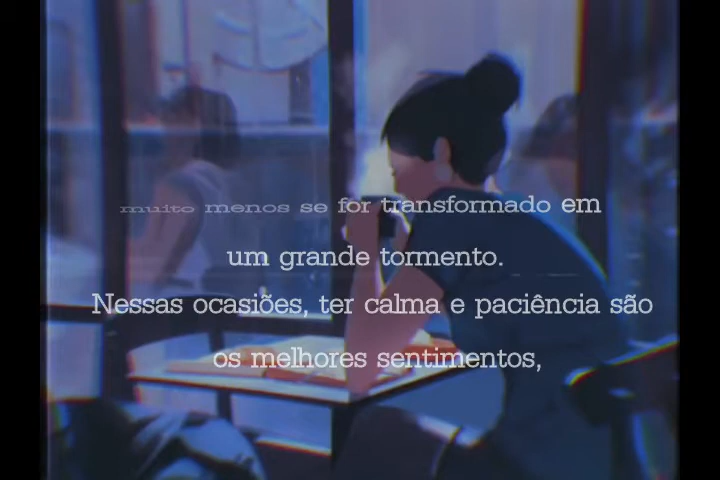 muito menos se for transformado em
um grande tormento.
Nessas ocasiões, ter calma e paciência são
os melhores sentimentos,